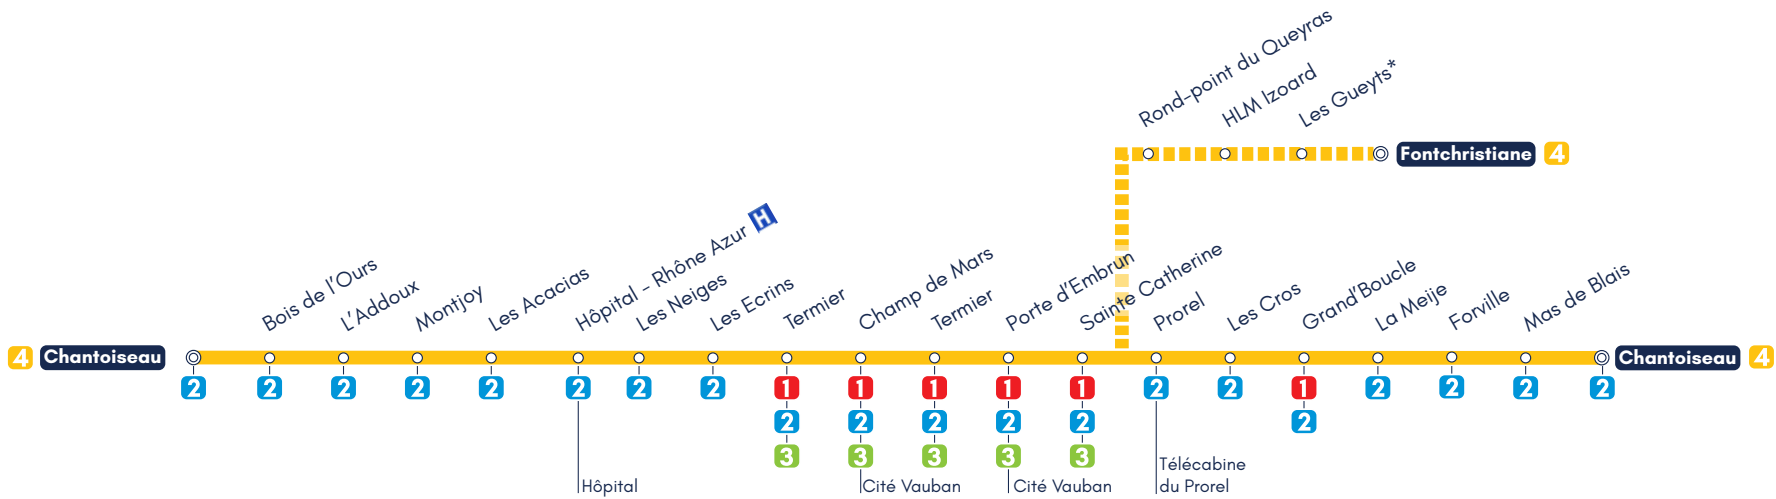 Rond-point du Queyras
HLM Izoard
Les Gueyts*
Fontchristiane 4
4 Chantoiseau
Bois de l'Ours
L'Addoux
Montjoy
Les Acacias
Hôpital - Rhône Azur H
Les Neiges
Les Ecrins
Termier
Champ de Mars
Termier
Porte d'Embrun
Sainte Catherine
Prorel
Les Cros
Grand'Boucle
La Meije
Forville
Mas de Blais
Chantoiseau 4
2 2 2 2 2 2 2 2 1 1 1 1 1 2 2 1 2 2 2 2
2 2 2 2 2 2
3 3 3 3 3
Hôpital
Cité Vauban
Cité Vauban
Télécabine
du Prorel